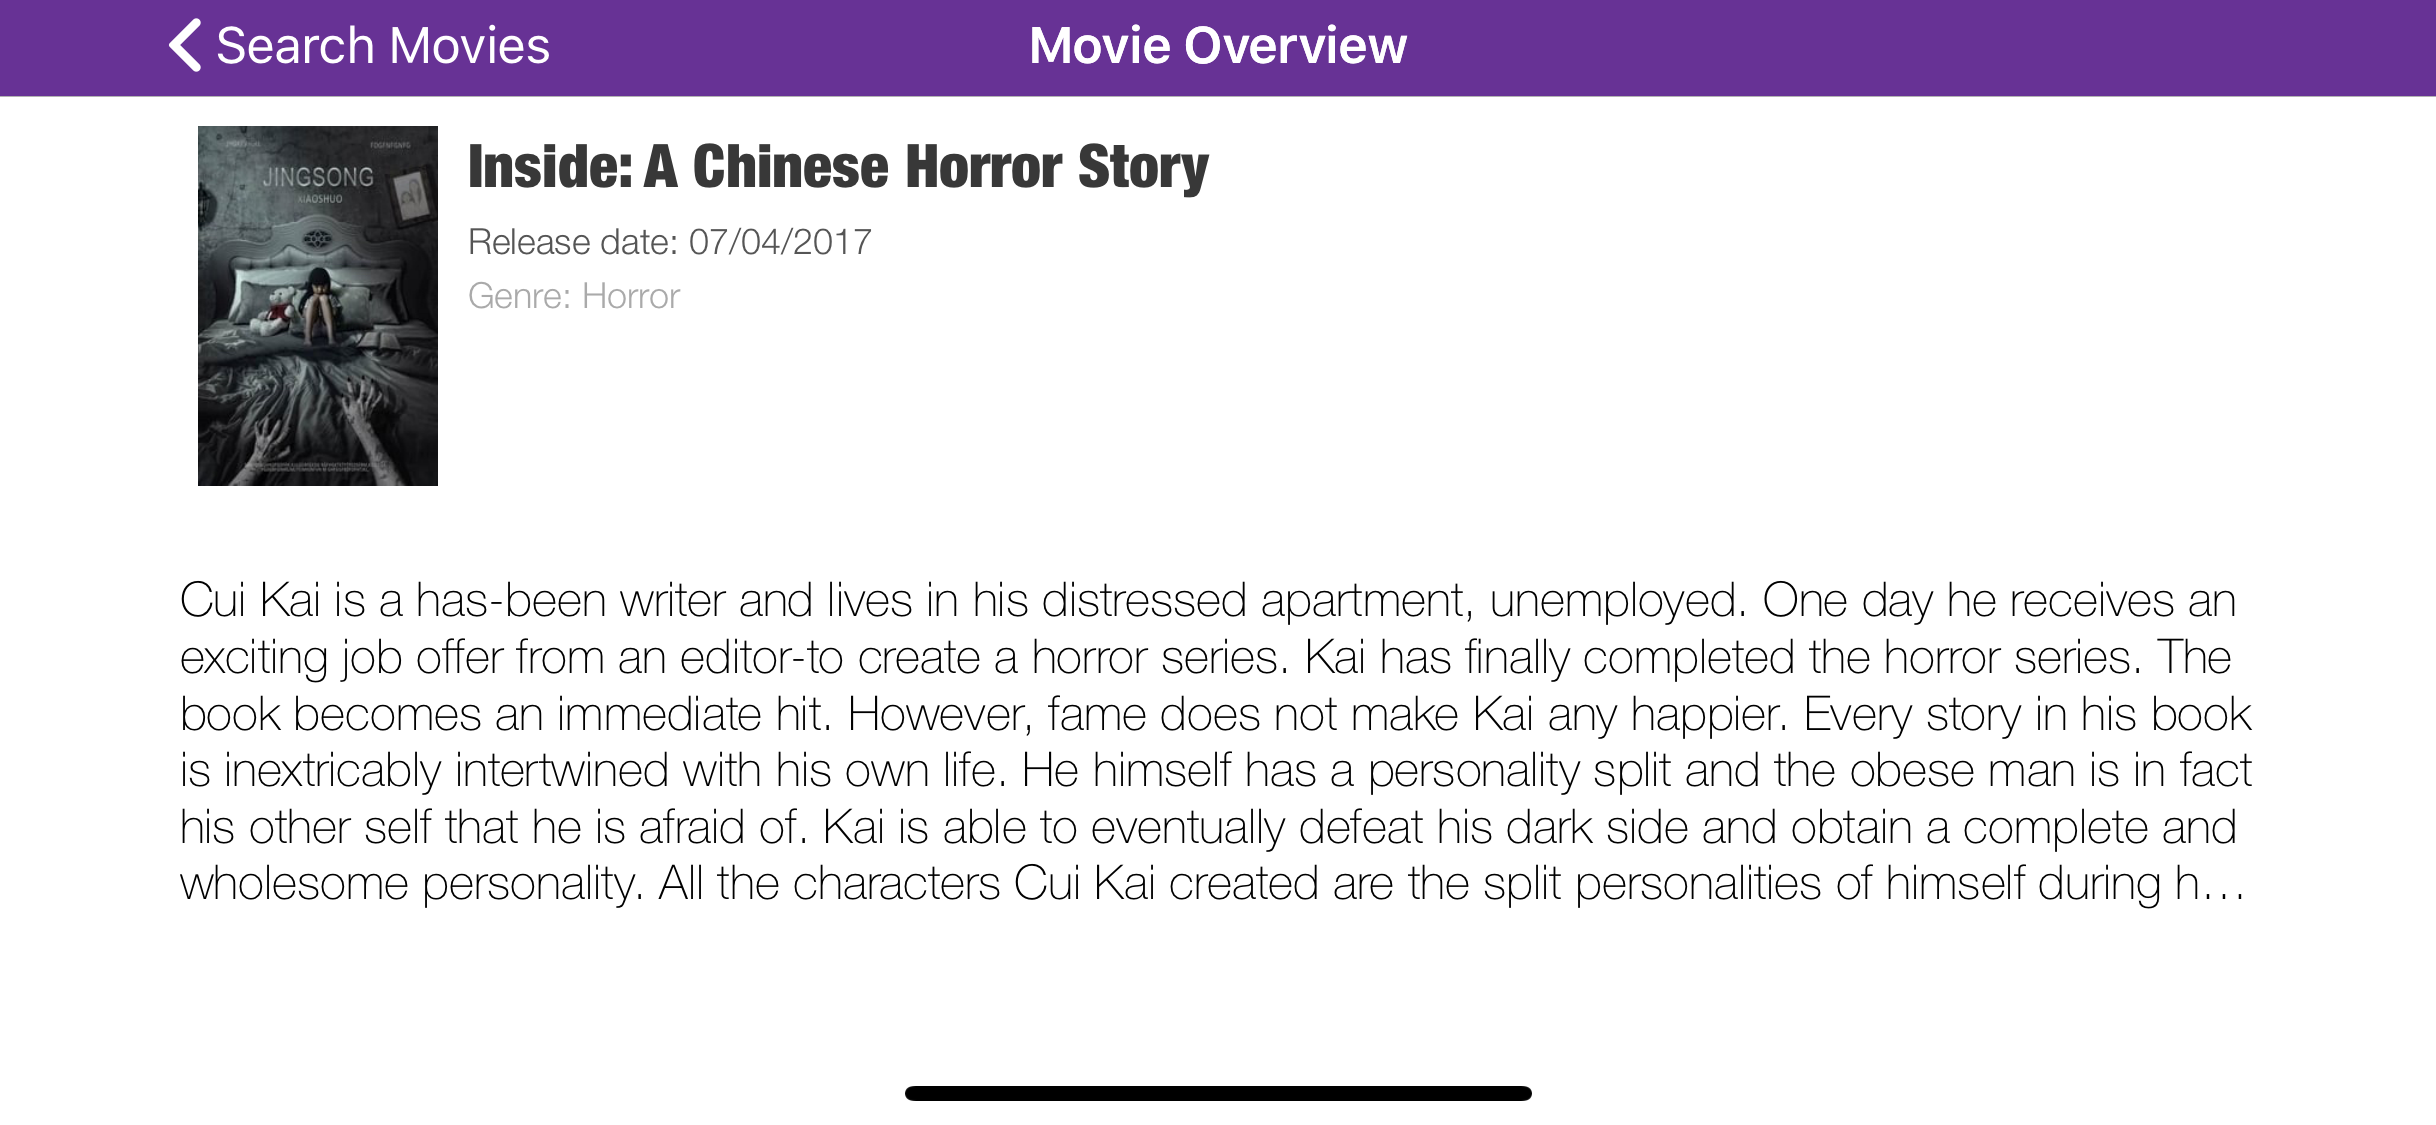 Search Movies
Movie Overview
JINGSONG
XIAOSHUO
Inside: A Chinese Horror Story
Release date: 07/04/2017
Genre: Horror
Cui Kai is a has-been writer and lives in his distressed apartment, unemployed. One day he receives an
exciting job offer from an editor-to create a horror series. Kai has finally completed the horror series. The
book becomes an immediate hit. However, fame does not make Kai any happier. Every story in his book
is inextricably intertwined with his own life. He himself has a personality split and the obese man is in fact
his other self that he is afraid of. Kai is able to eventually defeat his dark side and obtain a complete and
wholesome personality. All the characters Cui Kai created are the split personalities of himself during h...